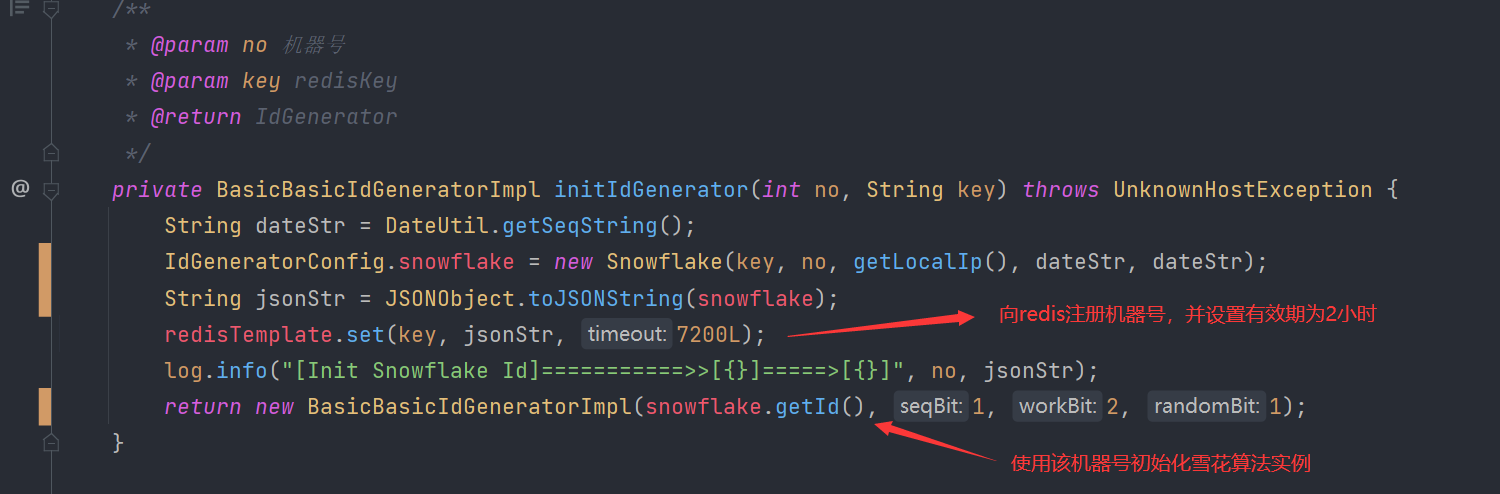 /**
* @param no 机器号
* @param key redisKey
* @return IdGenerator
*/
@
private BasicBasicIdGeneratorImpl initIdGenerator(int no, String key) throws UnknownHostException {
String dateStr = DateUtil.getSeqString();
IdGeneratorConfig.snowflake = new Snowflake(key, no, getLocalIp(), dateStr, dateStr);
String jsonStr = JSONObject.toJSONString(snowflake);
向redis注册机器号，并设置有效期为2小时
redisTemplate.set(key, jsonStr, timeout: 7200L);
log.info("[Init Snowflake Id]===========>>[{}]=====>[{}]", no, jsonStr);
return new BasicBasicIdGeneratorImpl(snowflake.getId(), seqBit: 1, workBit: 2, randomBit: 1);
}
使用该机器号初始化雪花算法实例